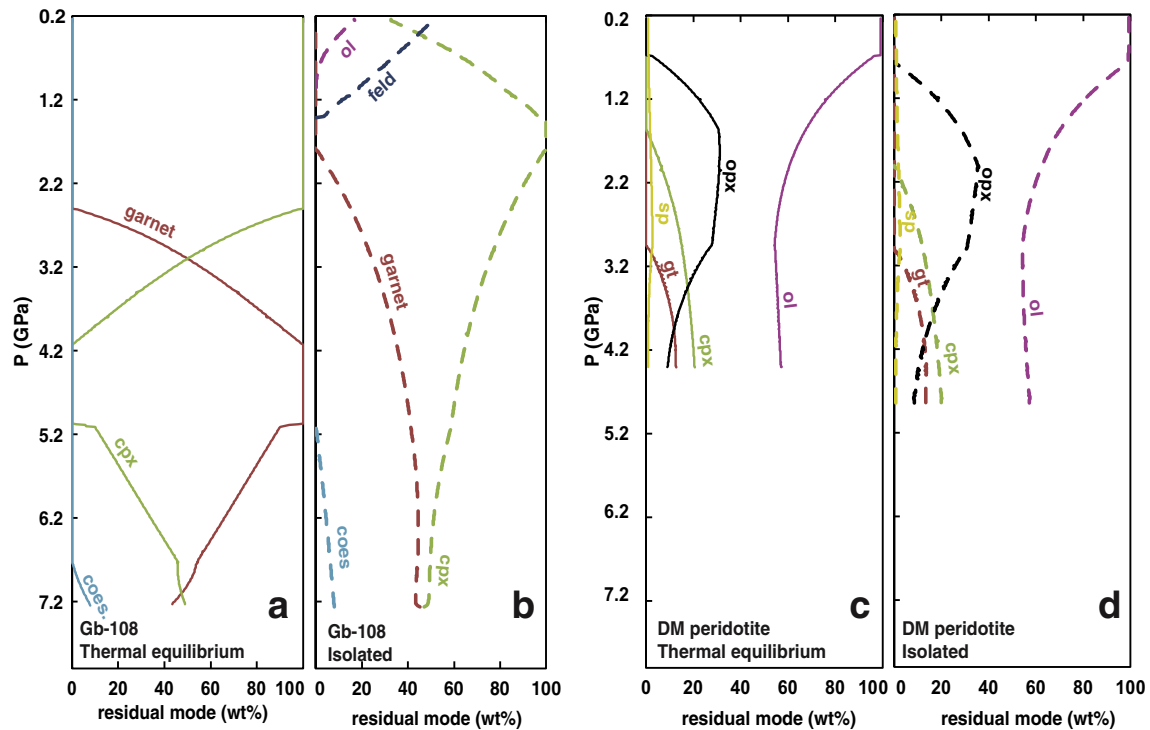 P (GPa)
0.2
1.2
2.2
3.2
4.2
5.2
6.2
7.2
garnet
cpx
coes.
a
Gb-108
Thermal equilibrium
0 20 40 60 80 100
residual mode (wt%)
ol
feld
garnet
coes
cpx
b
Gb-108
Isolated
0 20 40 60 80 100
residual mode (wt%)
P (GPa)
0.2
1.2
2.2
3.2
4.2
5.2
6.2
7.2
opx
sp
gt
cpx
ol
c
DM peridotite
Thermal equilibrium
0 20 40 60 80 100
residual mode (wt%)
opx
sp
gt
cpx
ol
d
DM peridotite
Isolated
0 20 40 60 80 100
residual mode (wt%)